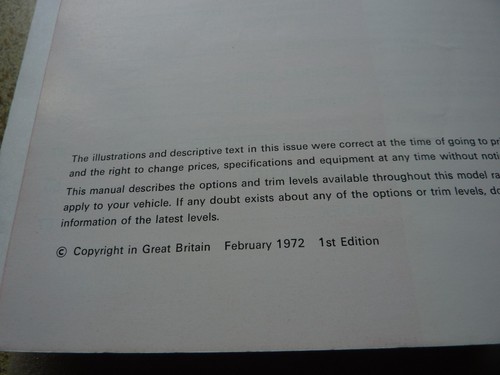 The illustrations and descriptive text in this issue were correct at the time of going to
and the right to change prices, specifications and equipment at any time without
This manual describes the options and trim levels available throughout this model
apply to your vehicle. If any doubt exists about any of the options or trim levels,
information of the latest levels.
© Copyright in Great Britain February 1972 1st Edition